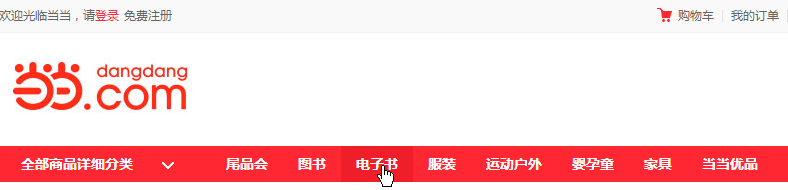 欢迎光临当当，请登录 免费注册 购物车 我的订单
dangdang
.com
全部商品详细分类 尾品会 图书 电子书 服装 运动户外 婴孕童 家具 当当优品